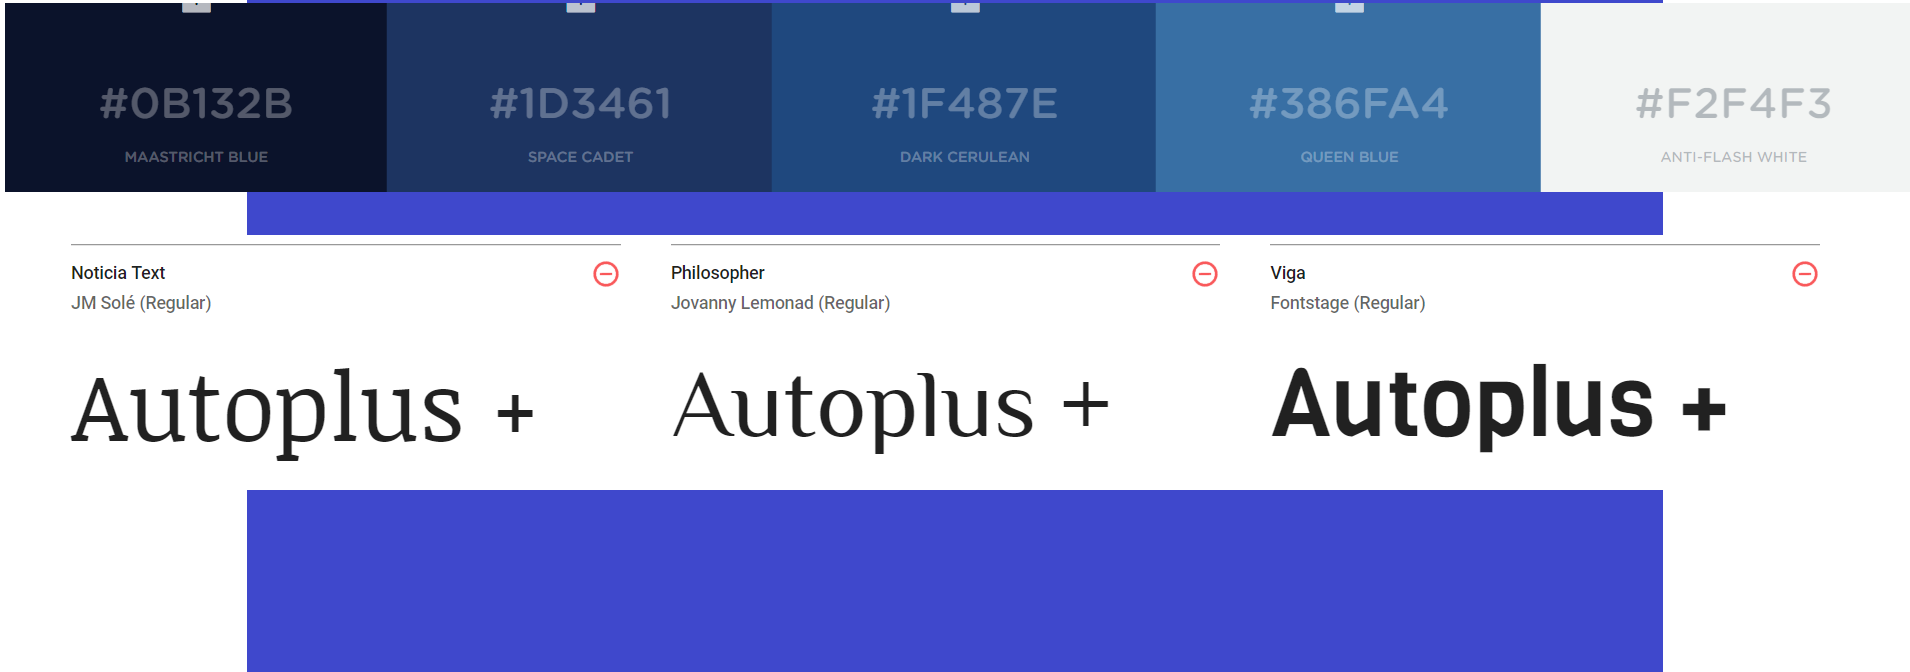 #0B132B
MAASTRICHT BLUE
#1D3461
SPACE CADET
#1F487E
DARK CERULEAN
#386FA4
QUEEN BLUE
#F2F4F3
ANTI-FLASH WHITE
Noticia Text
JM Solé (Regular)
Autoplus +
Philosopher
Jovanny Lemonad (Regular)
Autoplus +
Viga
Fontstage (Regular)
Autoplus +